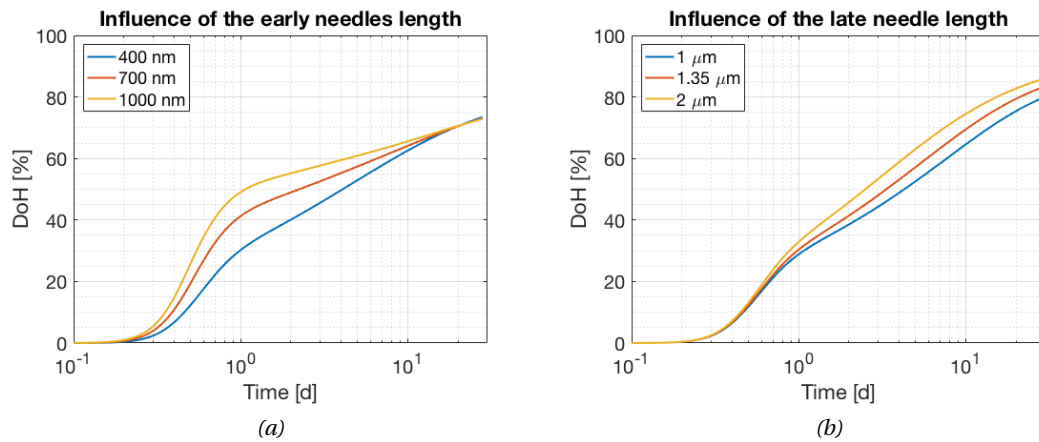 Influence of the early needles length
100
80
60
40
20
0
DoH [%]
400 nm
700 nm
1000 nm
10^-1
10^0
10^1
Time [d]
(a)
Influence of the late needle length
100
80
60
40
20
0
DoH [%]
1 μm
1.35 μm
2 μm
10^-1
10^0
10^1
Time [d]
(b)